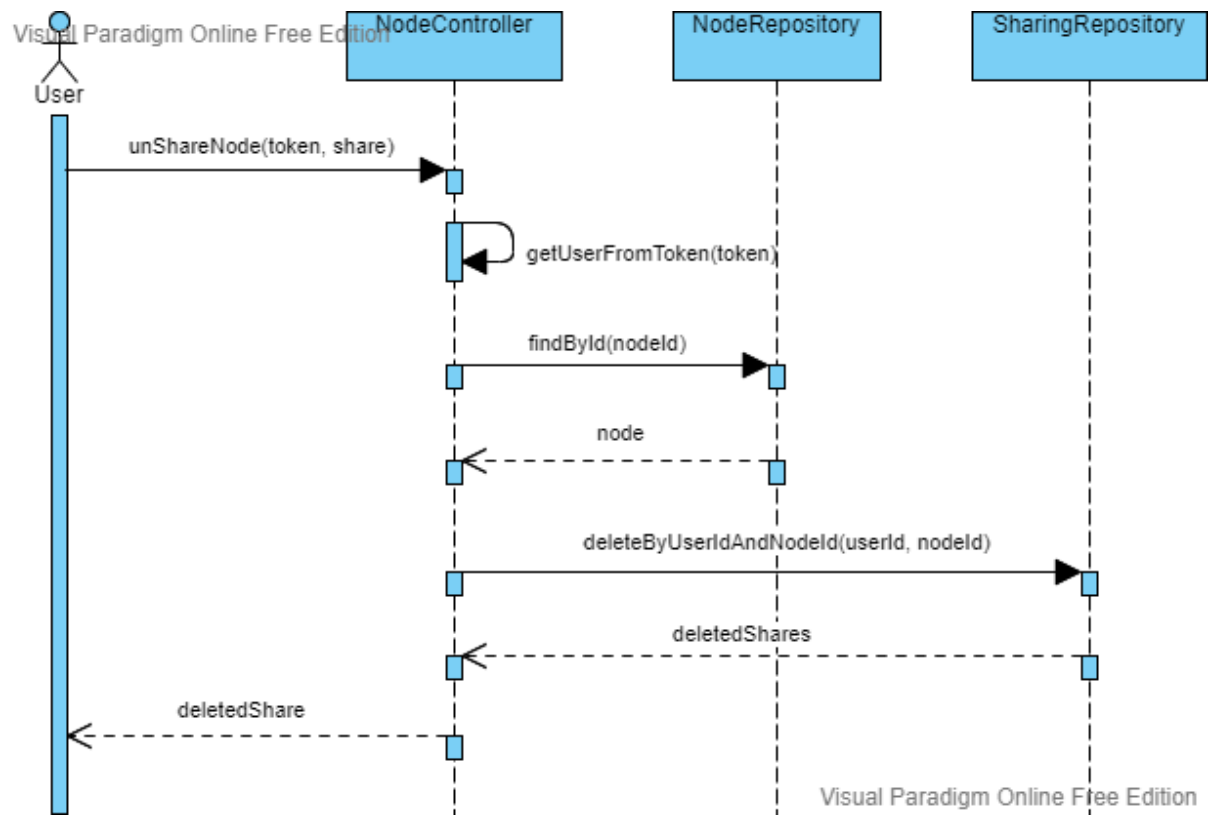 NodeController
NodeRepository
SharingRepository
Visual Paradigm Online Free Edition
User
unShareNode(token, share)
getUserFromToken(token)
findById(nodeId)
node
deleteByUserIdAndNodeId(userId, nodeId)
deletedShares
deletedShare
Visual Paradigm Online Free Edition